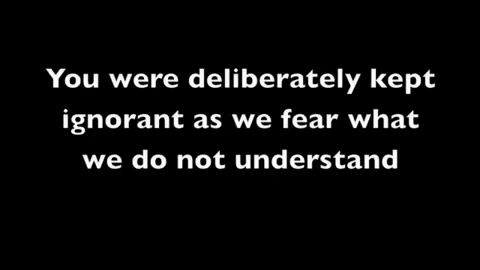 You were deliberately kept
ignorant as we fear what
we do not understand